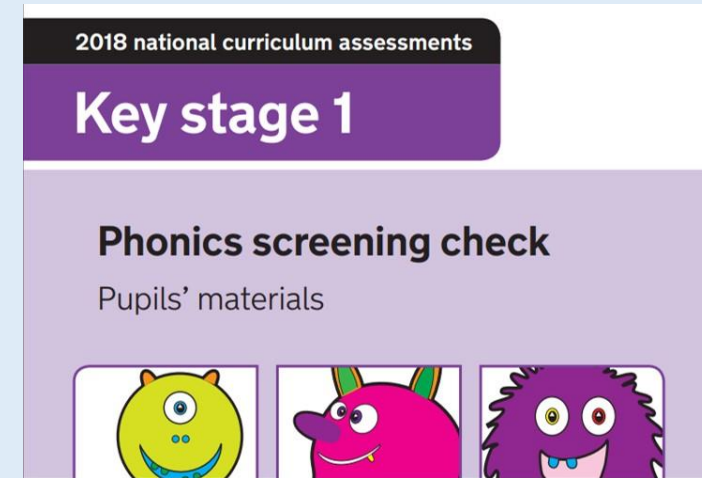 2018 national curriculum assessments
Key stage 1
Phonics screening check
Pupils’ materials